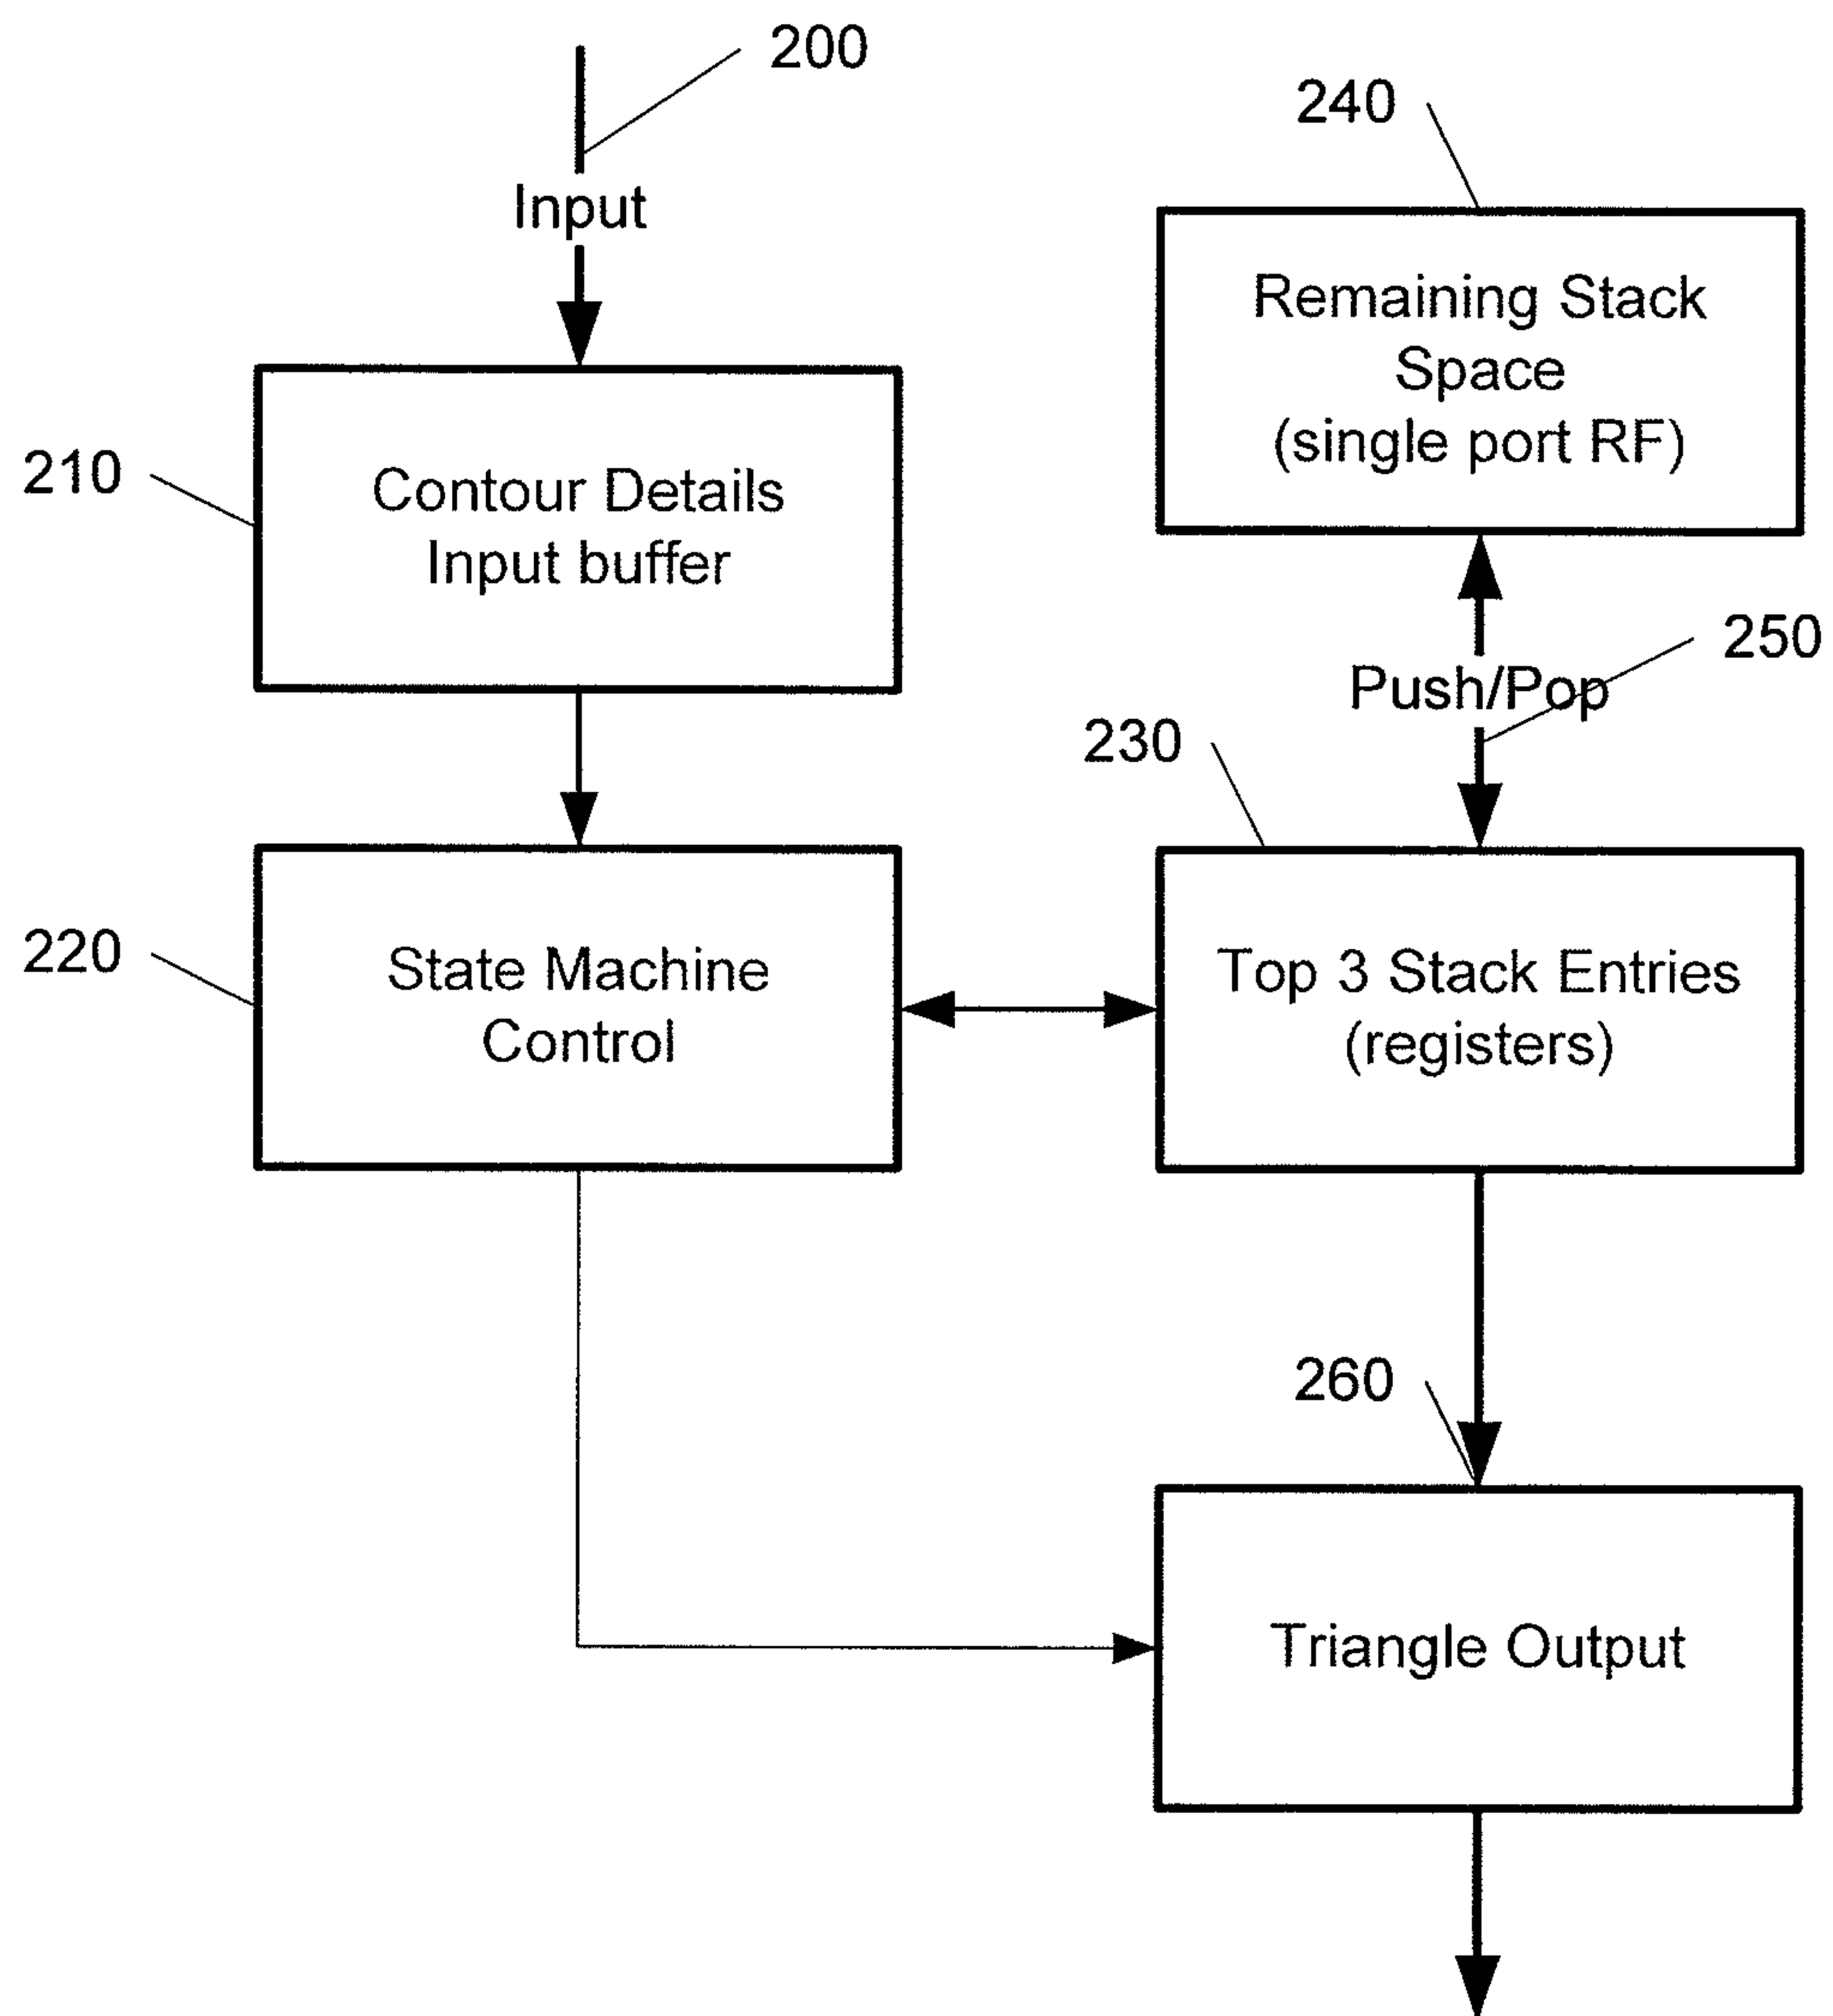 200
Input
240
Remaining Stack
Space
(single port RF)
210
Contour Details
Input buffer
250
Push/Pop
230
220
State Machine
Control
Top 3 Stack Entries
(registers)
260
Triangle Output